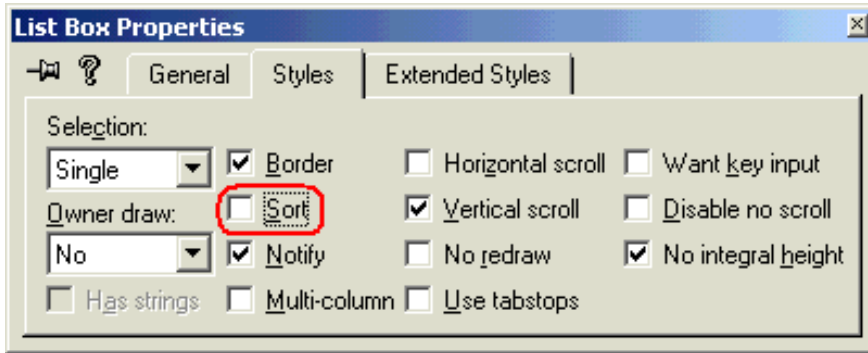 List Box Properties
General Styles Extended Styles
Selection:
Single Border Horizontal scroll Want key input
Owner draw: Sort Vertical scroll Disable no scroll
No Notify No redraw No integral height
Has strings Multi-column Use tabstops